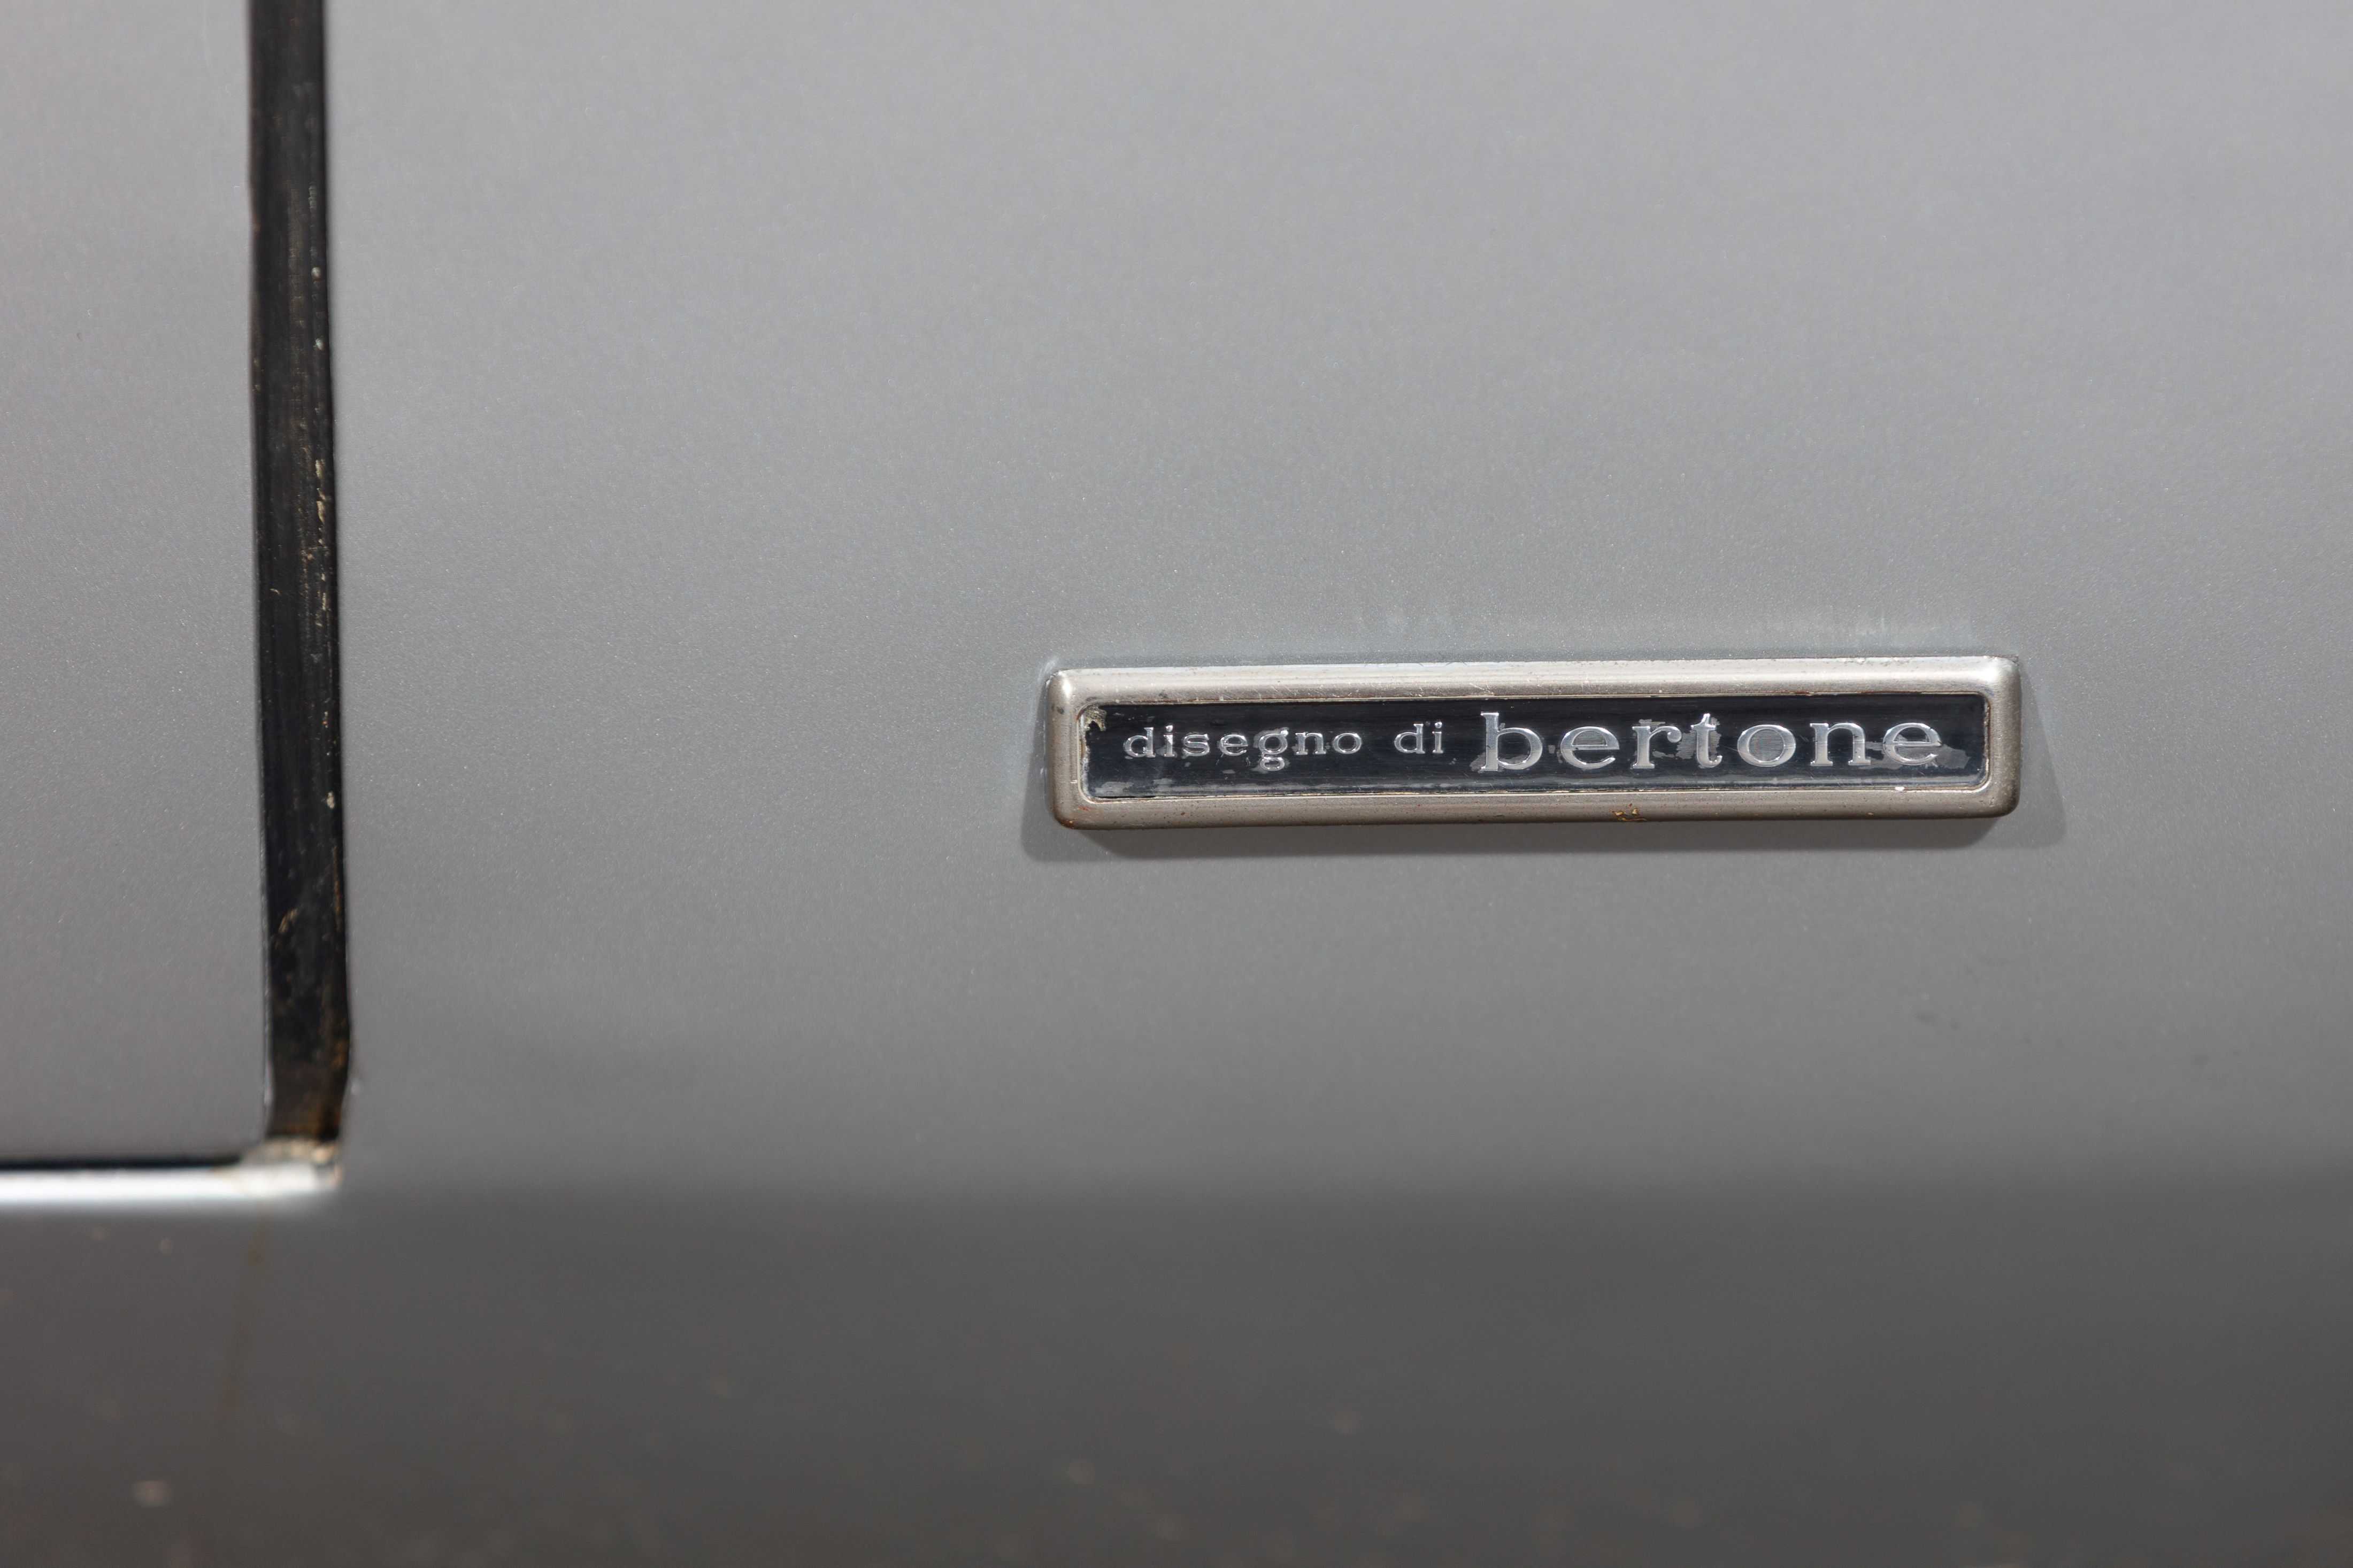 disegno di bertone